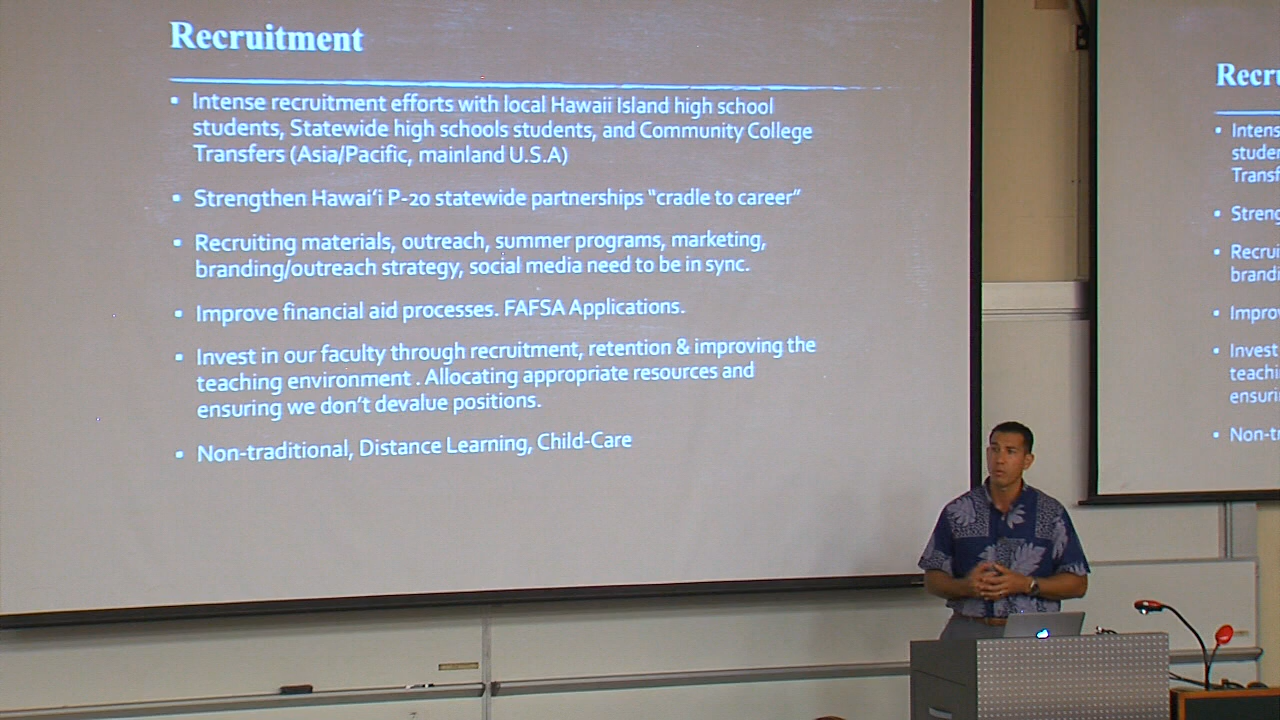 Recruitment
Intense recruitment efforts with local Hawaii Island high school
students, Statewide high schools students, and Community College
Transfers (Asia/Pacific, mainland U.S.A)
Strengthen Hawaiʻi P-20 statewide partnerships “cradle to career”
Recruiting materials, outreach, summer programs, marketing,
branding/outreach strategy, social media need to be in sync.
Improve financial aid processes. FAFSA Applications.
Invest in our faculty through recruitment, retention & improving the
teaching environment . Allocating appropriate resources and
ensuring we don’t devalue positions.
Non-traditional, Distance Learning, Child-Care
Recr
Intens
studen
Transf
Streng
Recrui
brandi
Improv
Invest
teachi
ensuri
Non-tr